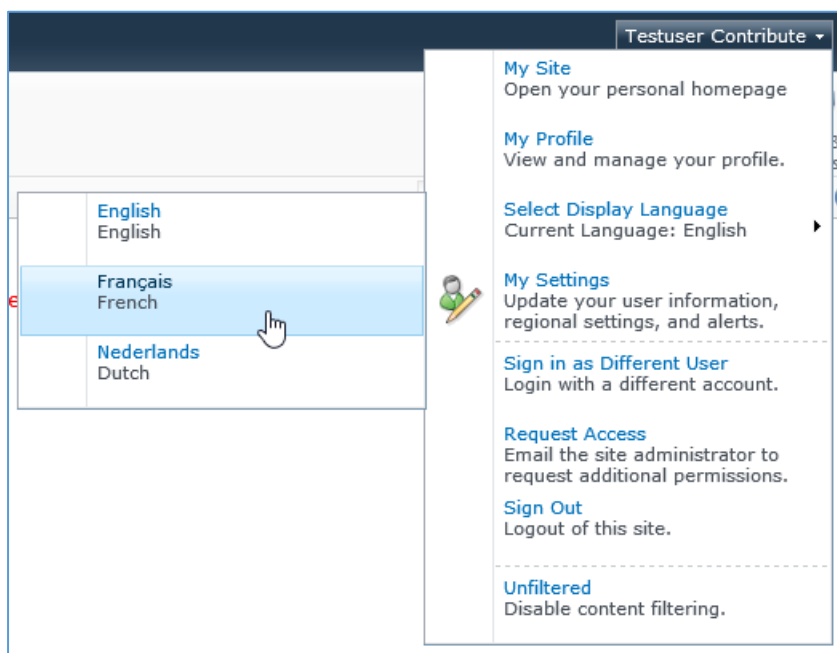 Testuser Contribute
My Site
Open your personal homepage
My Profile
View and manage your profile.
Select Display Language
Current Language: English
English
English
Français
French
Nederlands
Dutch
My Settings
Update your user information,
regional settings, and alerts.
Sign in as Different User
Login with a different account.
Request Access
Email the site administrator to
request additional permissions.
Sign Out
Logout of this site.
Unfiltered
Disable content filtering.